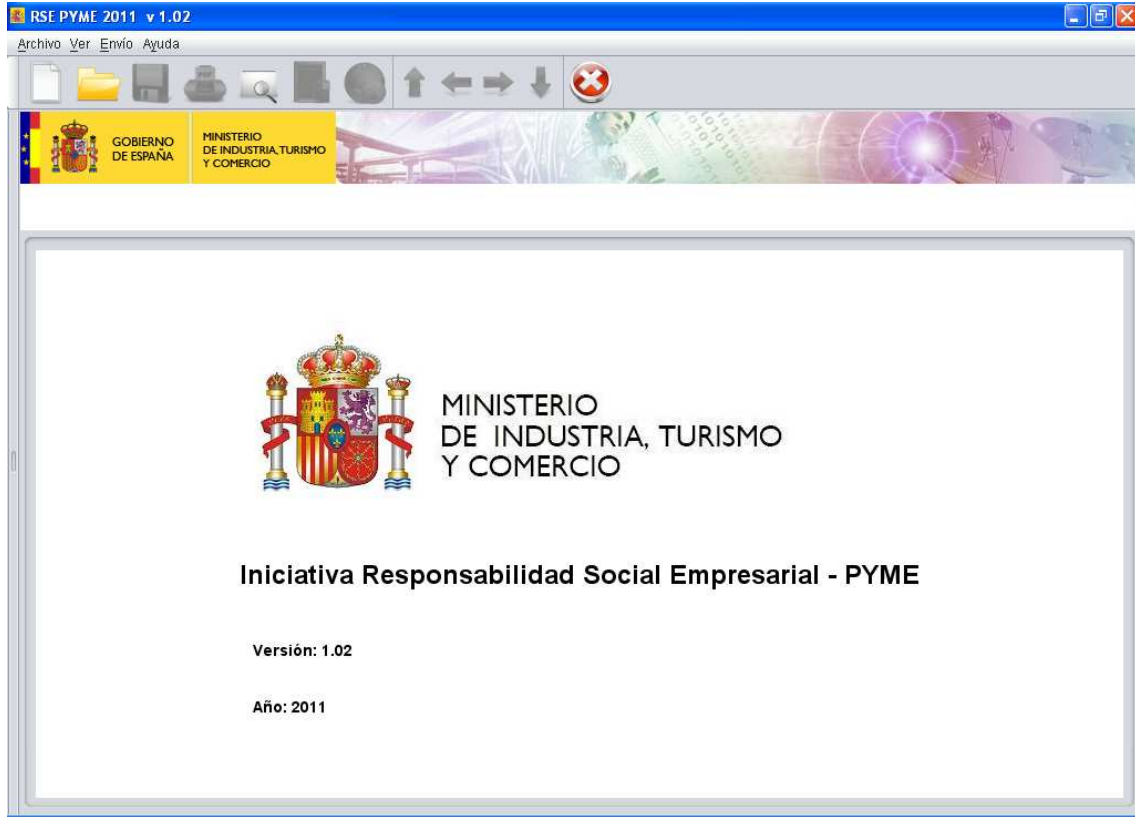 RSE PYME 2011 v 1.02
Archivo Ver Envío Ayuda
GOBIERNO
DE ESPAÑA
MINISTERIO
DE INDUSTRIA, TURISMO
Y COMERCIO
MINISTERIO
DE INDUSTRIA, TURISMO
Y COMERCIO
Iniciativa Responsabilidad Social Empresarial - PYME
Versión: 1.02
Año: 2011